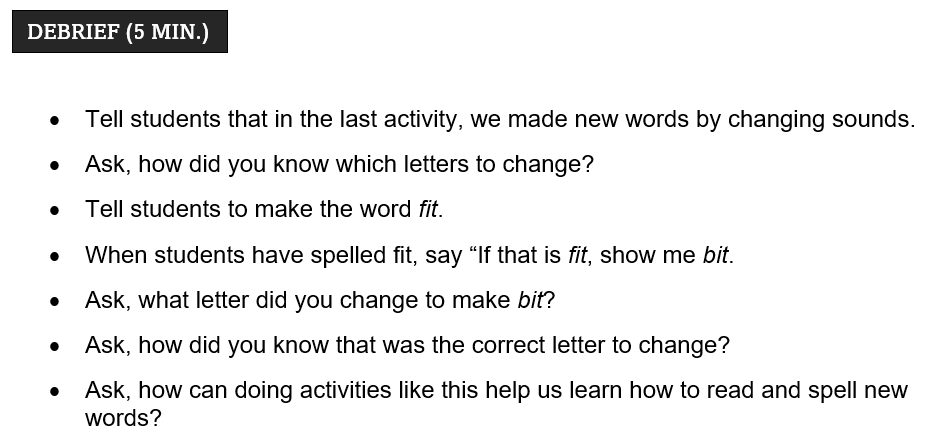 DEBRIEF (5 MIN.)
• Tell students that in the last activity, we made new words by changing sounds.
• Ask, how did you know which letters to change?
• Tell students to make the word fit.
• When students have spelled fit, say “If that is fit, show me bit.
• Ask, what letter did you change to make bit?
• Ask, how did you know that was the correct letter to change?
• Ask, how can doing activities like this help us learn how to read and spell new
words?